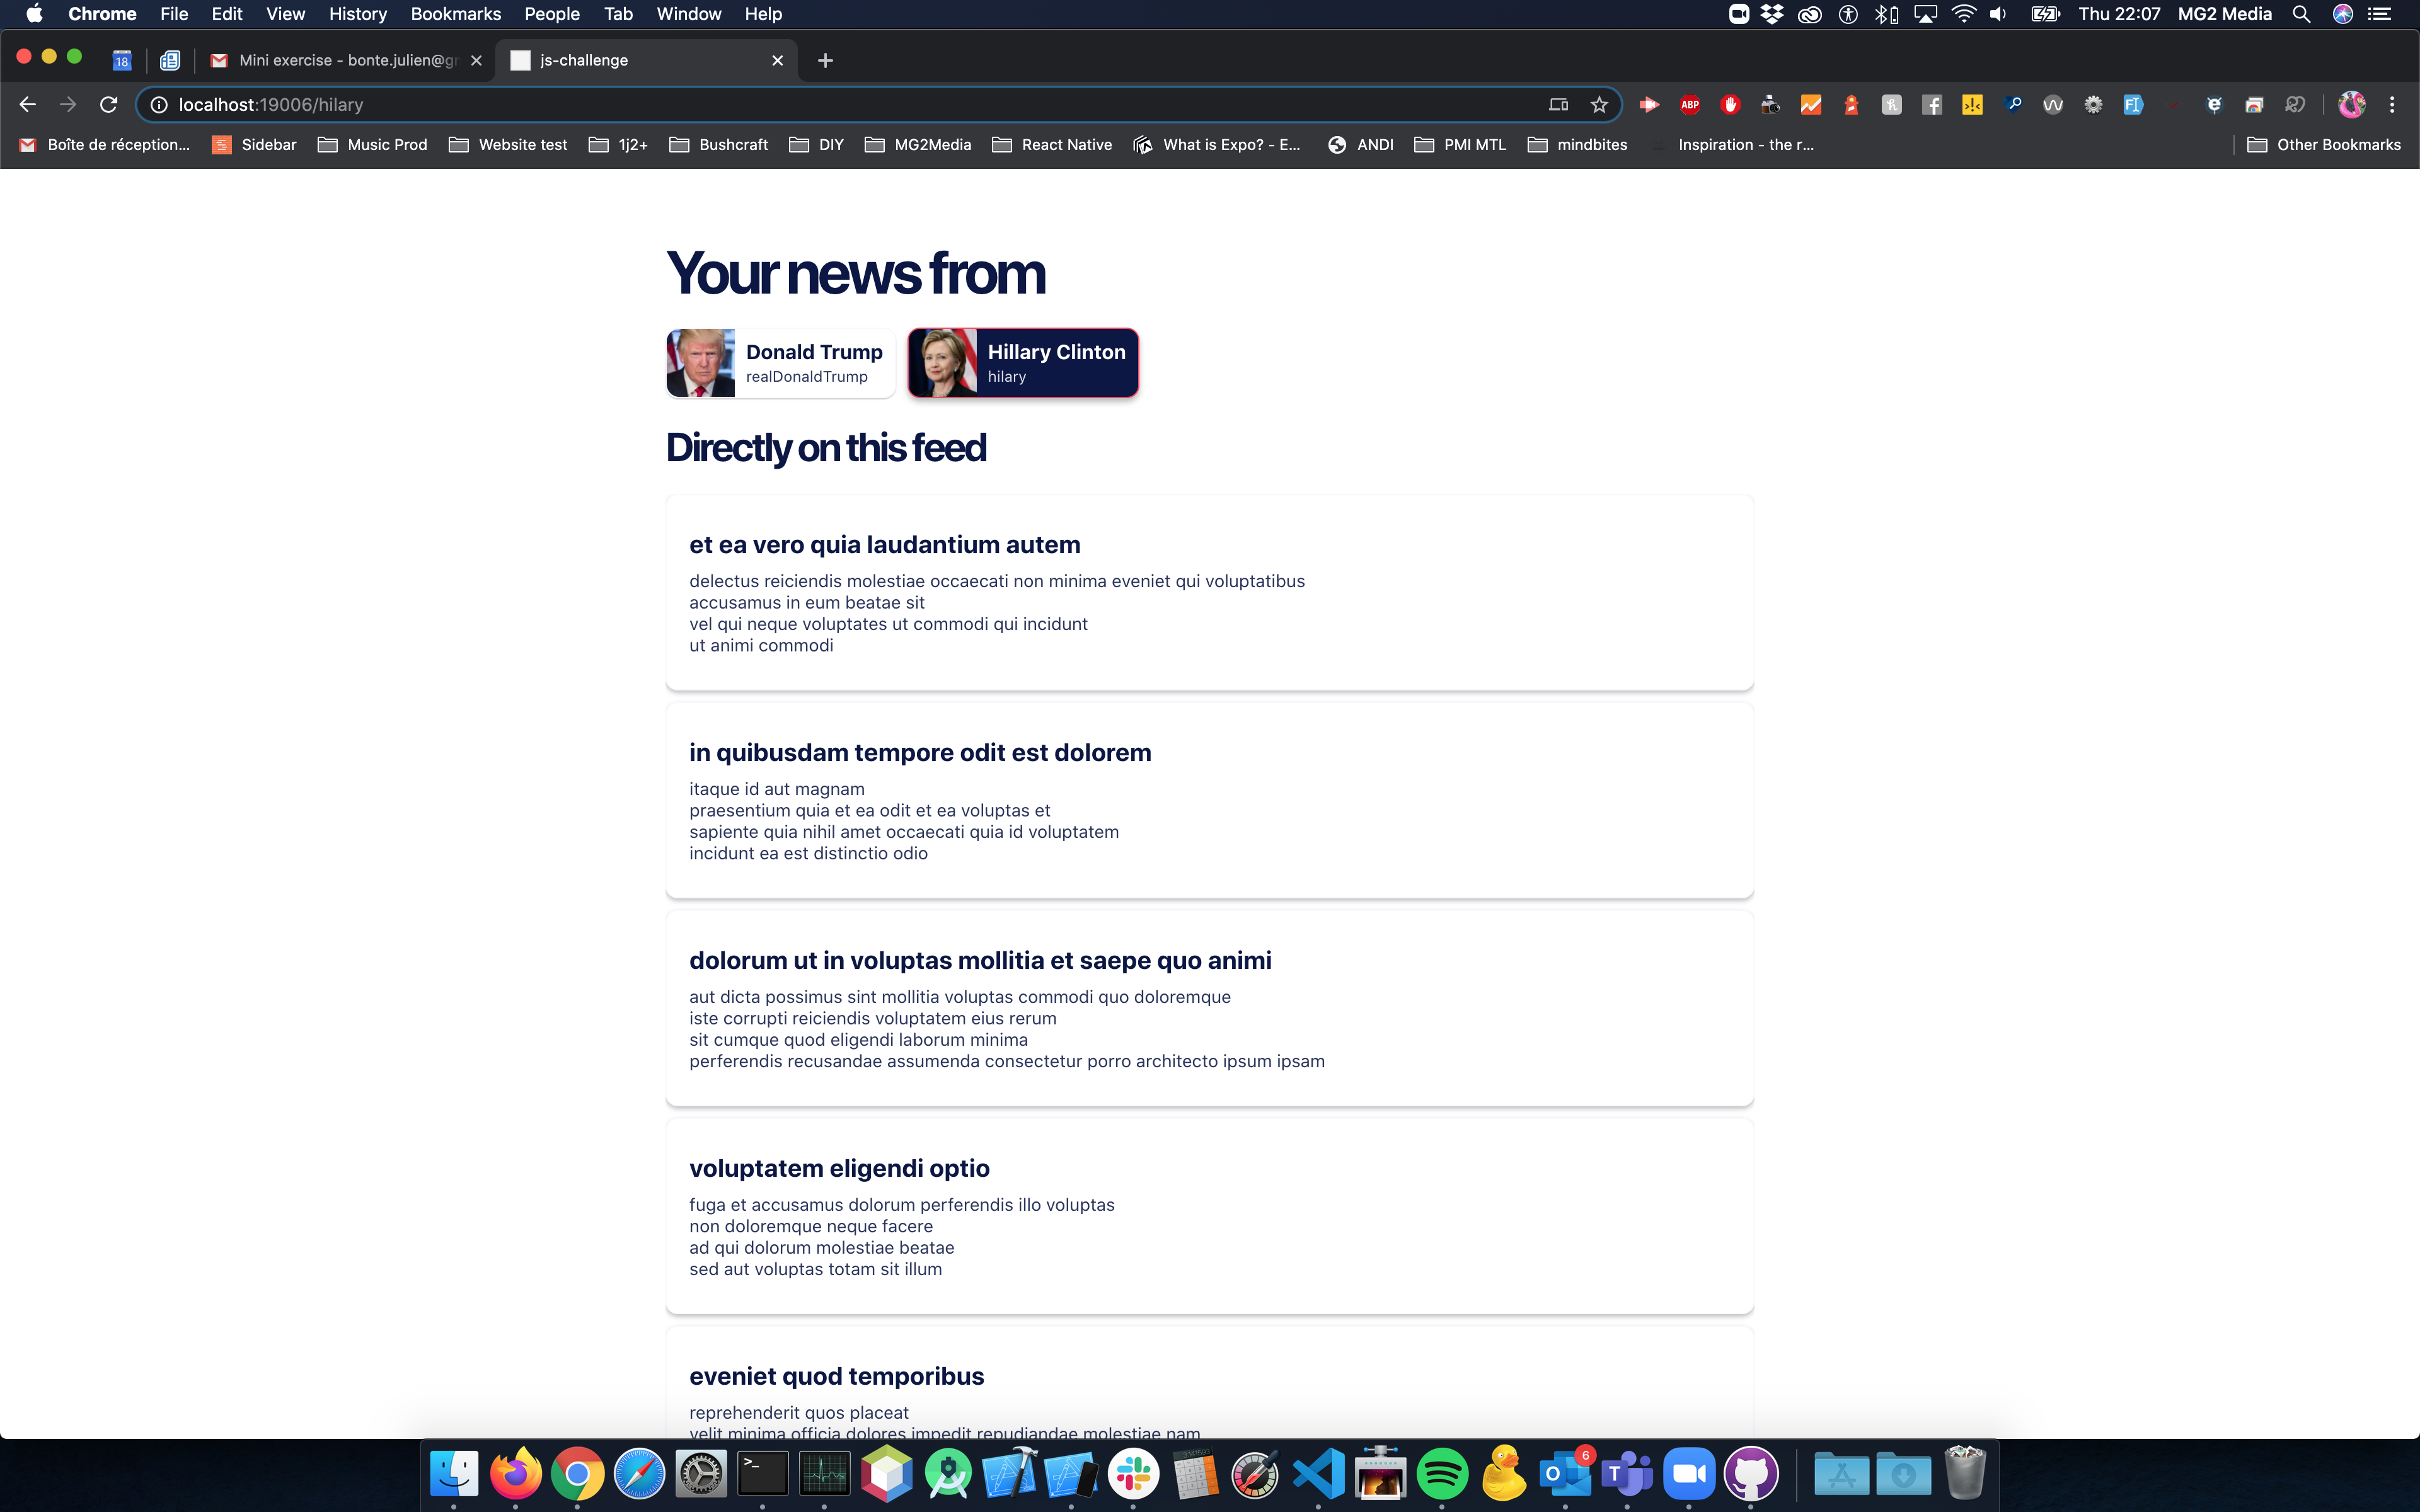 Chrome File Edit View History Bookmarks People Tab Window Help
Thu 22:07 MG2 Media
18 Mini exercise - bonte.julien@gr js-challenge
localhost:19006/hilary
ABP
Boîte de réception... Sidebar Music Prod Website test 1j2+ Bushcraft DIY MG2Media React Native What is Expo? - E... ANDI PMI MTL mindbites Inspiration - the r... Other Bookmarks
Your news from
Donald Trump
realDonaldTrump
Hillary Clinton
hilary
Directly on this feed
et ea vero quia laudantium autem
delectus reiciendis molestiae occaecati non minima eveniet qui voluptatibus
accusamus in eum beatae sit
vel qui neque voluptates ut commodi qui incidunt
ut animi commodi
in quibusdam tempore odit est dolorem
itaque id aut magnam
praesentium quia et ea odit et ea voluptas et
sapiente quia nihil amet occaecati quia id voluptatem
incidunt ea est distinctio odio
dolorum ut in voluptas mollitia et saepe quo animi
aut dicta possimus sint mollitia voluptas commodi quo doloremque
iste corrupti reiciendis voluptatem eius rerum
sit cumque quod eligendi laborum minima
perferendis recusandae assumenda consectetur porro architecto ipsum ipsam
voluptatem eligendi optio
fuga et accusamus dolorum perferendis illo voluptas
non doloremque neque facere
ad qui dolorum molestiae beatae
sed aut voluptas totam sit illum
eveniet quod temporibus
reprehenderit quos placeat
velit minima officia dolores impedit repudiandae molestiae nam
6